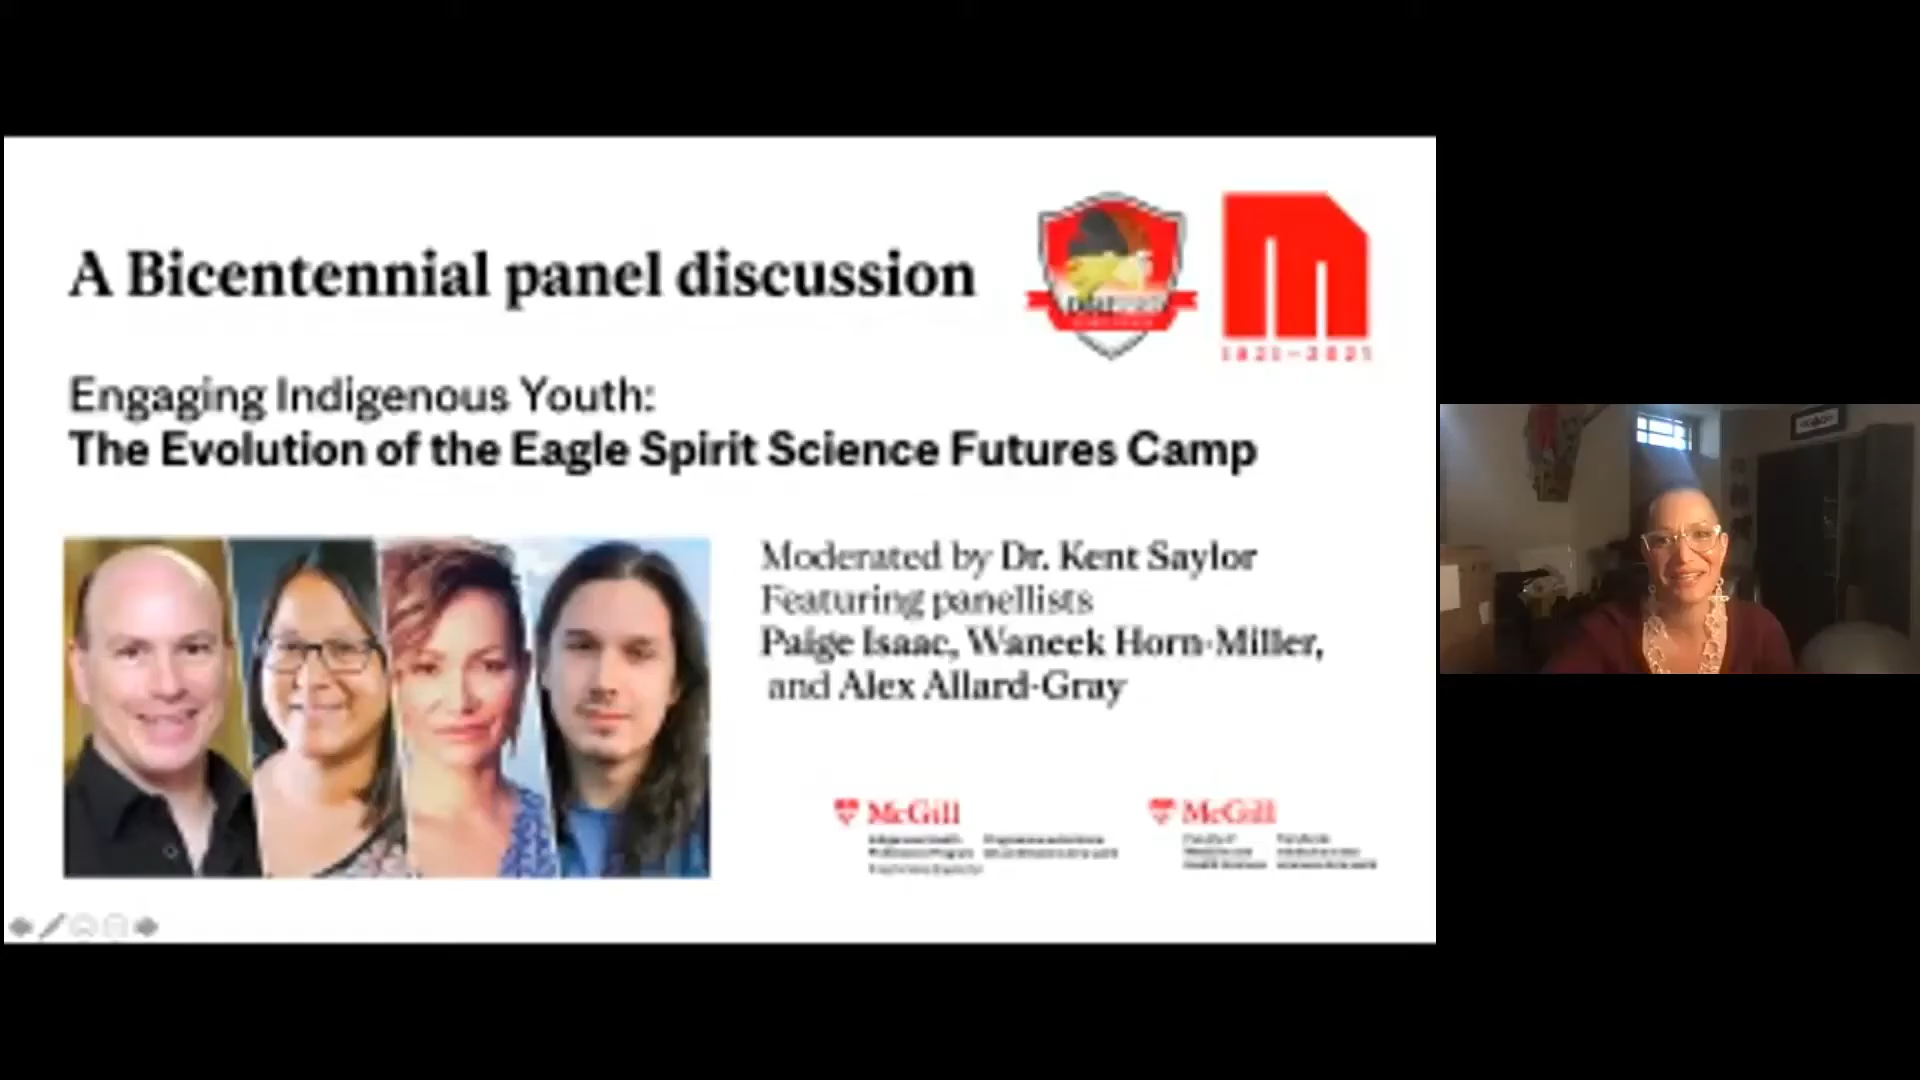 A Bicentennial panel discussion
1821–2021
Engaging Indigenous Youth:
The Evolution of the Eagle Spirit Science Futures Camp
Moderated by Dr. Kent Saylor
Featuring panellists
Paige Isaac, Waneek Horn-Miller,
and Alex Allard-Gray
McGill
McGill